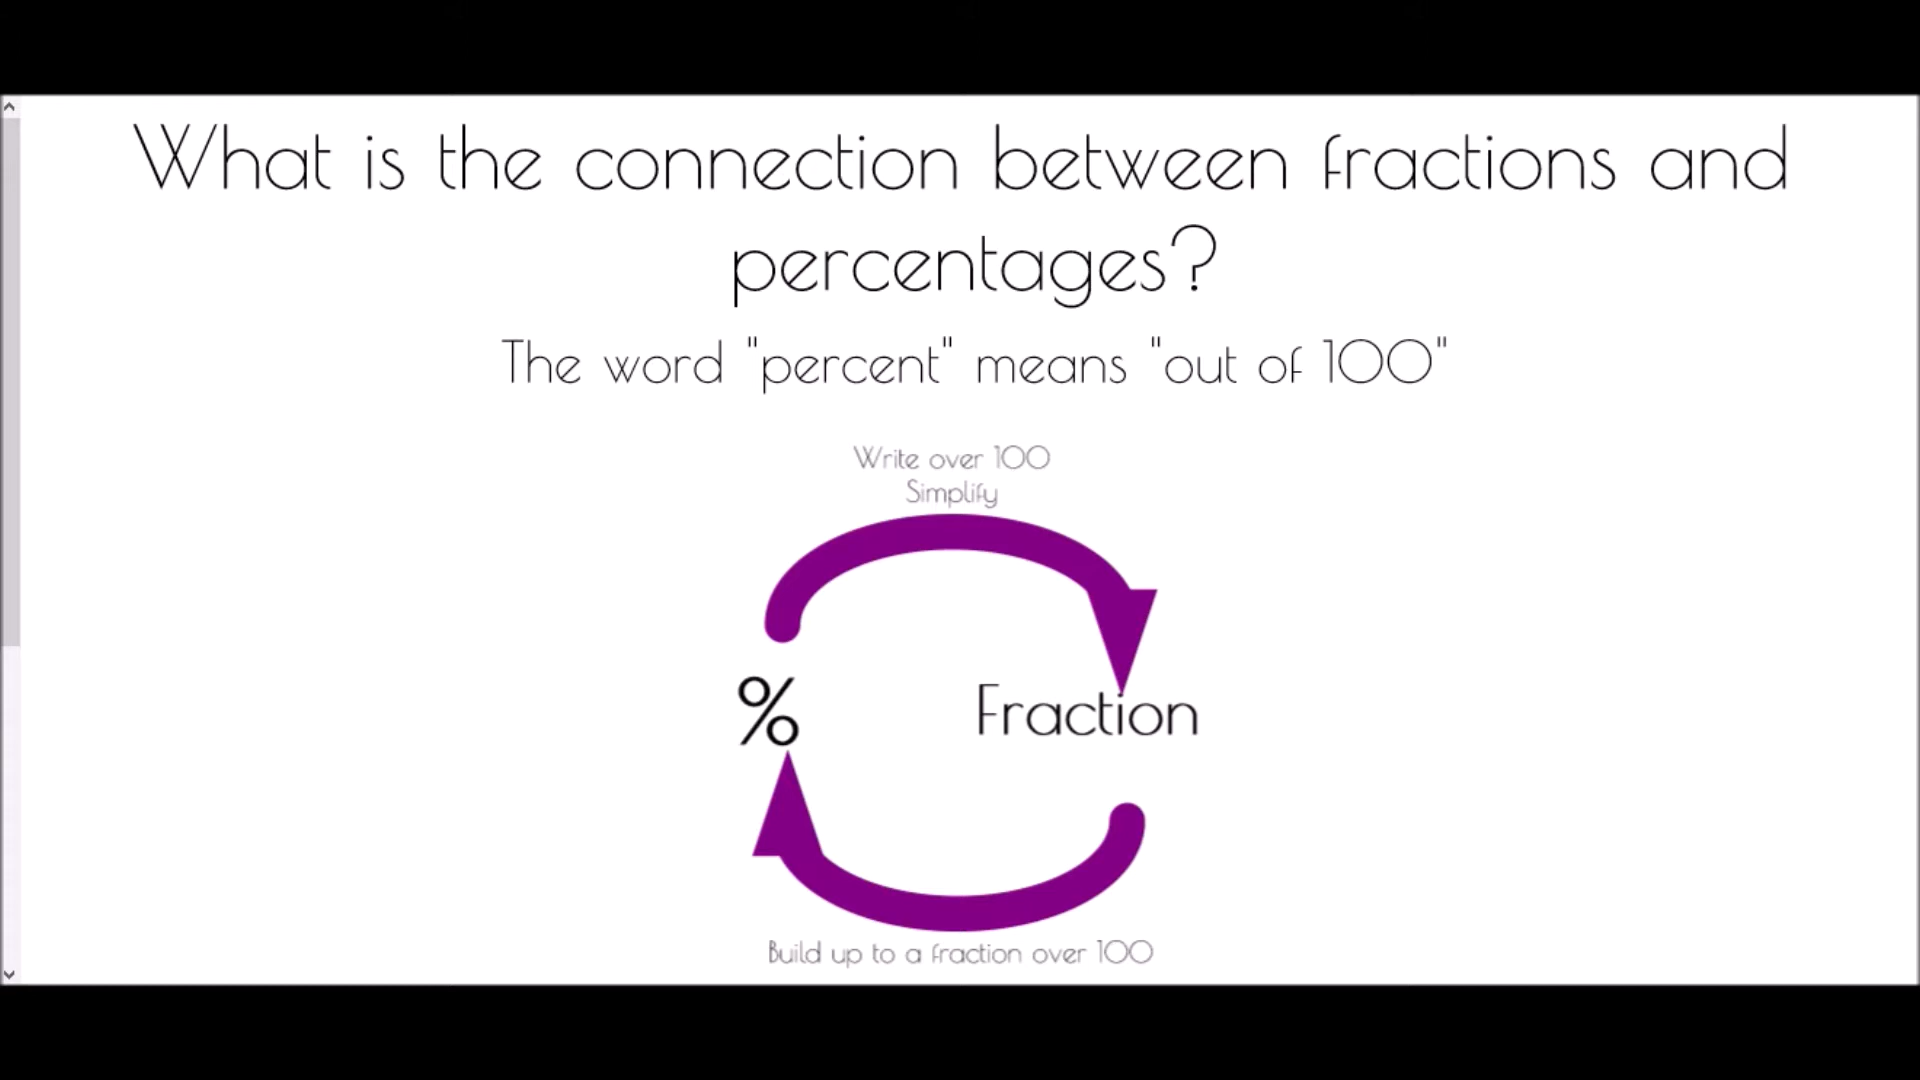 What is the connection between fractions and
percentages?
The word "percent" means "out of 100"
Write over 100
Simplify
% Fraction
Build up to a fraction over 100